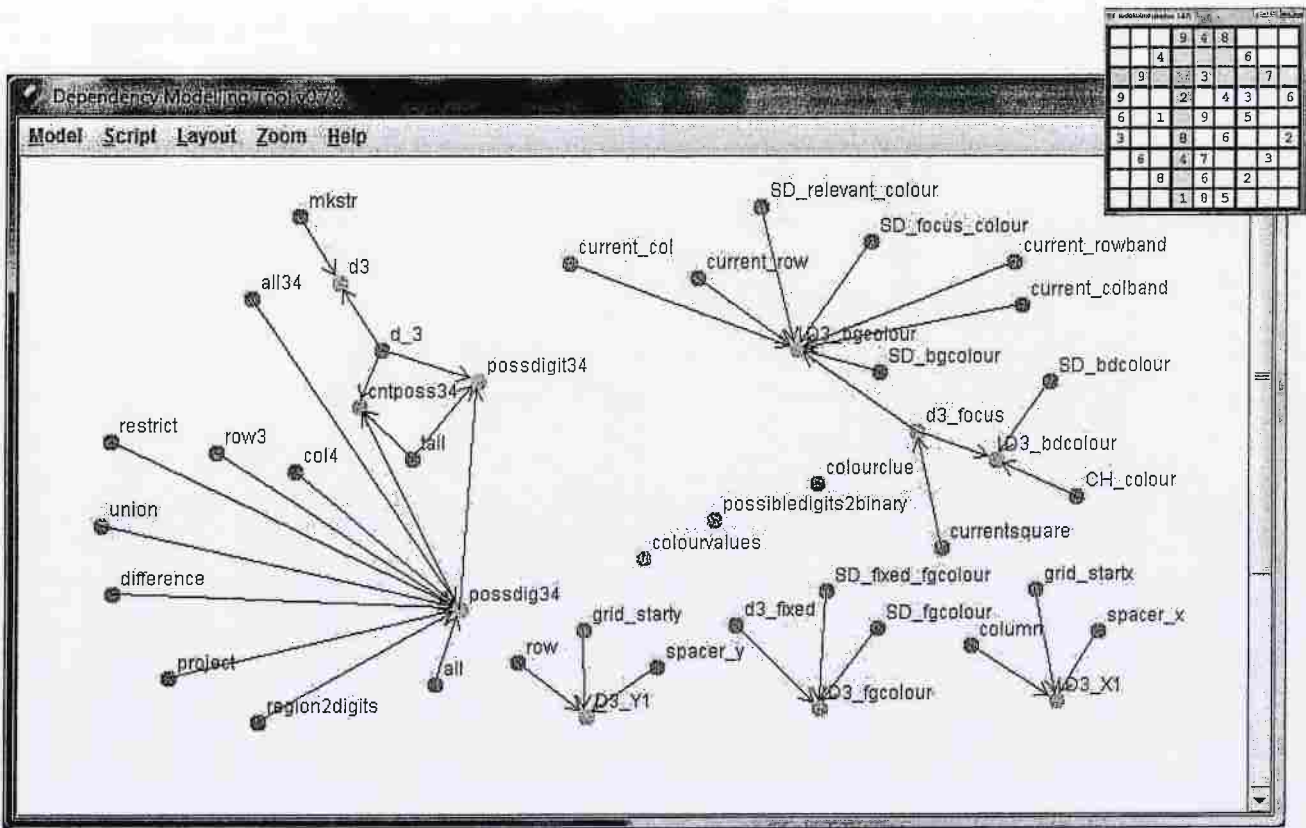 Dependency Modelling Tool v0.72
Model Script Layout Zoom Help
9 4 8
4 6
9 3 7
9 2 4 3 6
6 1 9 5
3 8 6 2
6 4 7 3
8 6 2
1 8 5
mkstr
d3
all34
d_3
possdigit34
cntposs34
restrict
row3
col4
tail
union
difference
possdig34
project
all
region2digits
SD_relevant_colour
SD_focus_colour
current_col
current_row
current_rowband
current_colband
D3_bgcolour
SD_bgcolour
SD_bdcolour
d3_focus
D3_bdcolour
colourclue
CH_colour
possibledigits2binary
colourvalues
currentsquare
SD_fixed_fgcolour
grid_startx
grid_starty
d3_fixed
SD_fgcolour
spacer_x
row
spacer_y
column
D3_Y1
D3_fgcolour
D3_X1